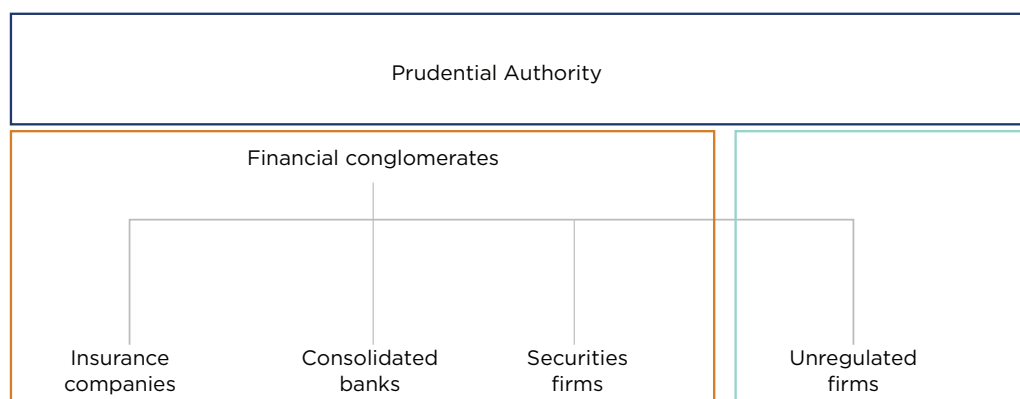 Prudential Authority
Financial conglomerates
Insurance
companies
Consolidated
banks
Securities
firms
Unregulated
firms